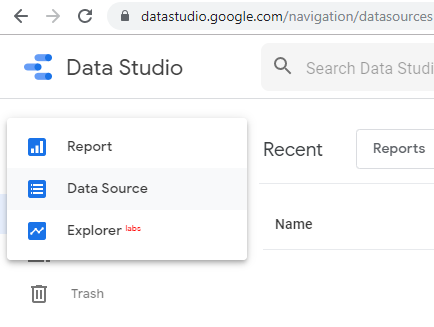 datastudio.google.com/navigation/datasources
Data Studio
Search Data Studi
Report
Data Source
Explorer labs
Recent
Reports
Name
Trash